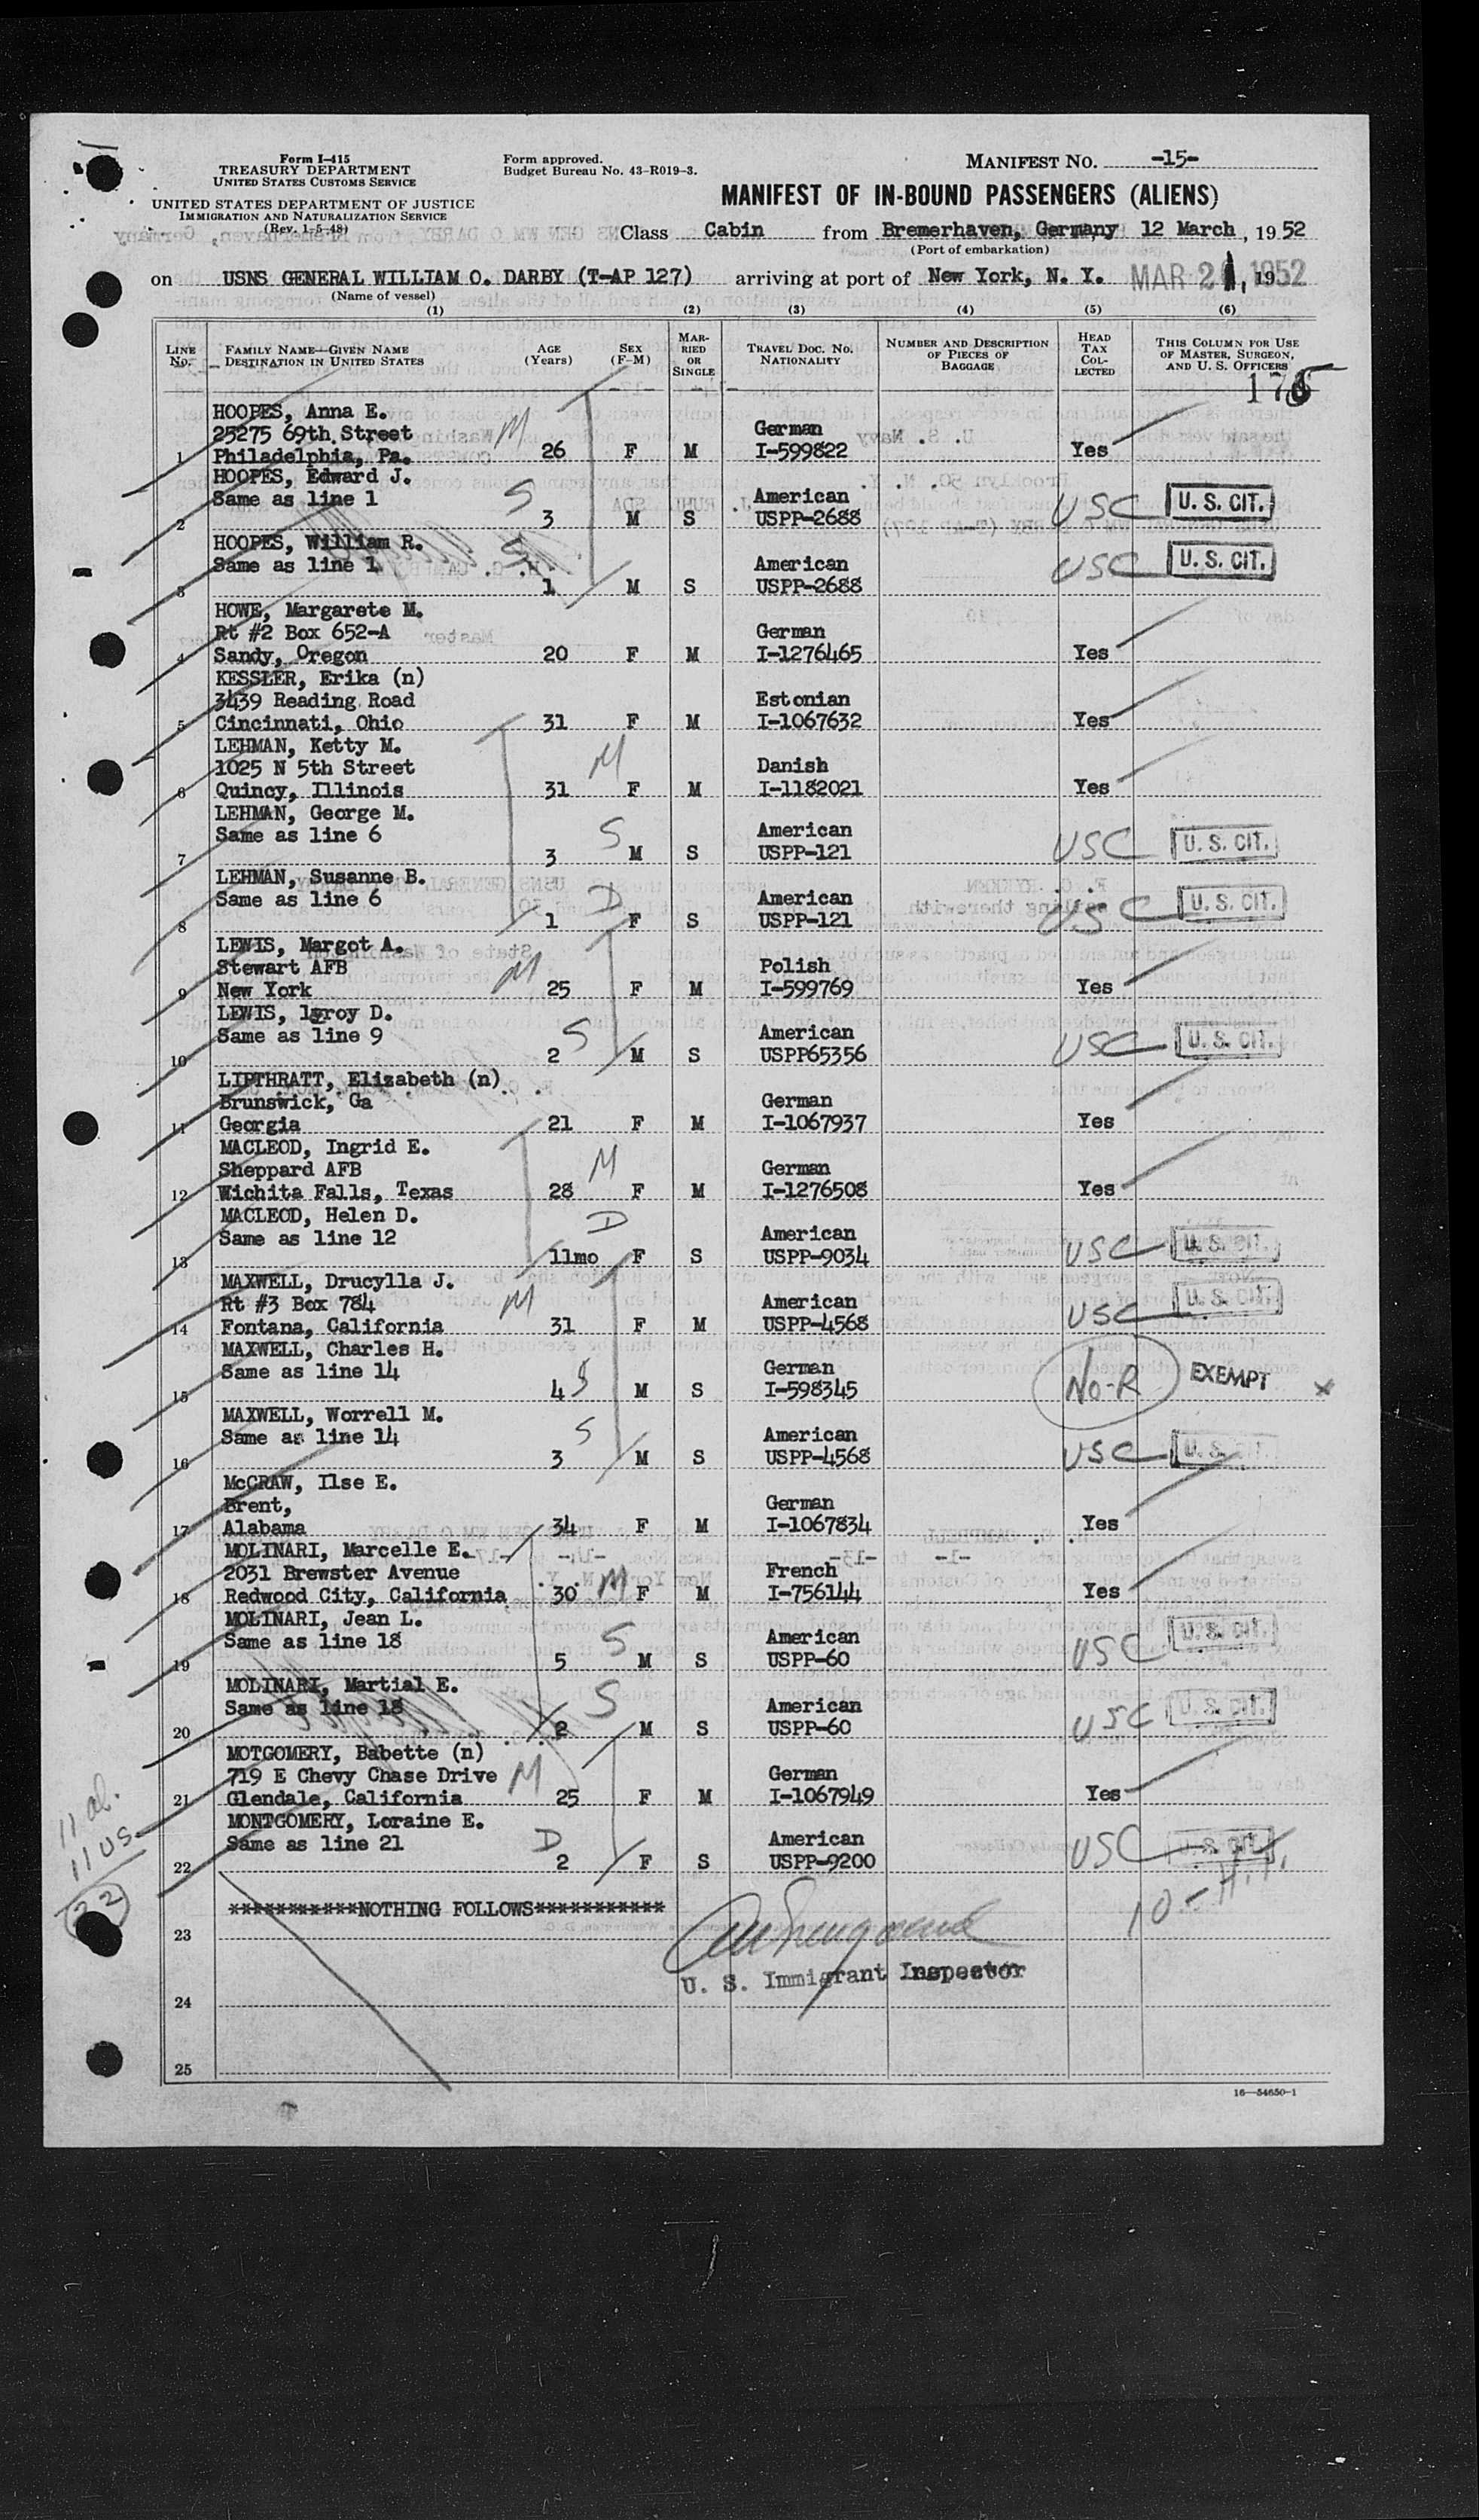 Form I-415
TREASURY DEPARTMENT
UNITED STATES CUSTOMS SERVICE
UNITED STATES DEPARTMENT OF JUSTICE
IMMIGRATION AND NATURALIZATION SERVICE
(Rev. 1-5-48)
Form approved.
Budget Bureau No. 43-R019-3.
MANIFEST NO. -15-
MANIFEST OF IN-BOUND PASSENGERS (ALIENS)
Class Cabin from Bremerhaven, Germany 12 March, 1952
(Port of embarkation)
on USNS GENERAL WILLIAM O. DARBY (T-AP 127) arriving at port of New York, N. Y. MAR 21, 1952
(Name of vessel)
(1) (2) (3) (4) (5) (6)
LINE No. FAMILY NAME—GIVEN NAME DESTINATION IN UNITED STATES AGE (Years) SEX (F-M) MARRIED OR SINGLE TRAVEL DOC. NO. NATIONALITY NUMBER AND DESCRIPTION OF PIECES OF BAGGAGE HEAD TAX COLLECTED THIS COLUMN FOR USE OF MASTER, SURGEON, AND U. S. OFFICERS
175
HOOPES, Anna E.
25275 69th Street M German
1 Philadelphia, Pa. 26 F M I-599822 Yes
HOOPES, Edward J.
Same as line 1 S American
2 3 M S USPP-2688 USC U. S. CIT.
HOOPES, William R.
Same as line 1 S American
3 1 M S USPP-2688 USC U. S. CIT.
HOWE, Margarete M.
Rt #2 Box 652-A German
4 Sandy, Oregon 20 F M I-1276465 Yes
KESSLER, Erika (n)
3439 Reading Road Estonian
5 Cincinnati, Ohio 31 F M I-1067632 Yes
LEHMAN, Ketty M.
1025 N 5th Street M Danish
6 Quincy, Illinois 31 F M I-1182021 Yes
LEHMAN, George M.
Same as line 6 S American
7 3 M S USPP-121 USC U. S. CIT.
LEHMAN, Susanne B.
Same as line 6 D American
8 1 F S USPP-121 USC U. S. CIT.
LEWIS, Margot A.
Stewart AFB M Polish
9 New York 25 F M I-599769 Yes
LEWIS, leroy D.
Same as line 9 S American
10 2 M S USPP65356 USC U. S. CIT.
LIPTHRATT, Elizabeth (n)
Brunswick, Ga German
11 Georgia 21 F M I-1067937 Yes
MACLEOD, Ingrid E.
Sheppard AFB M German
12 Wichita Falls, Texas 28 F M I-1276508 Yes
MACLEOD, Helen D.
Same as line 12 D American
13 11mo F S USPP-9034 USC U. S. CIT.
MAXWELL, Drucylla J.
Rt #3 Box 784 M American
14 Fontana, California 31 F M USPP-4568 USC U. S. CIT.
MAXWELL, Charles H.
Same as line 14 German
15 4 S M S I-598345 No-R EXEMPT x
MAXWELL, Worrell M.
Same as line 14 S American
16 3 M S USPP-4568 USC U. S. CIT.
McCRAW, Ilse E.
Brent, German
17 Alabama 34 F M I-1067834 Yes
MOLINARI, Marcelle E.
2031 Brewster Avenue French
18 Redwood City, California 30 M F M I-756144 Yes
MOLINARI, Jean L.
Same as line 18 S American
19 5 M S USPP-60 USC U. S. CIT.
MOLINARI, Martial E.
Same as line 18 S American
20 2 M S USPP-60 USC U. S. CIT.
MOTGOMERY, Babette (n)
719 E Chevy Chase Drive M German
21 Glendale, California 25 F M I-1067949 Yes
MONTGOMERY, Loraine E.
Same as line 21 D American
22 2 F S USPP-9200 USC U. S. CIT.
11 al.
11 US.
22
10-H.T.
***********NOTHING FOLLOWS***********
23
U. S. Immigrant Inspector
24
25
16—54650-1